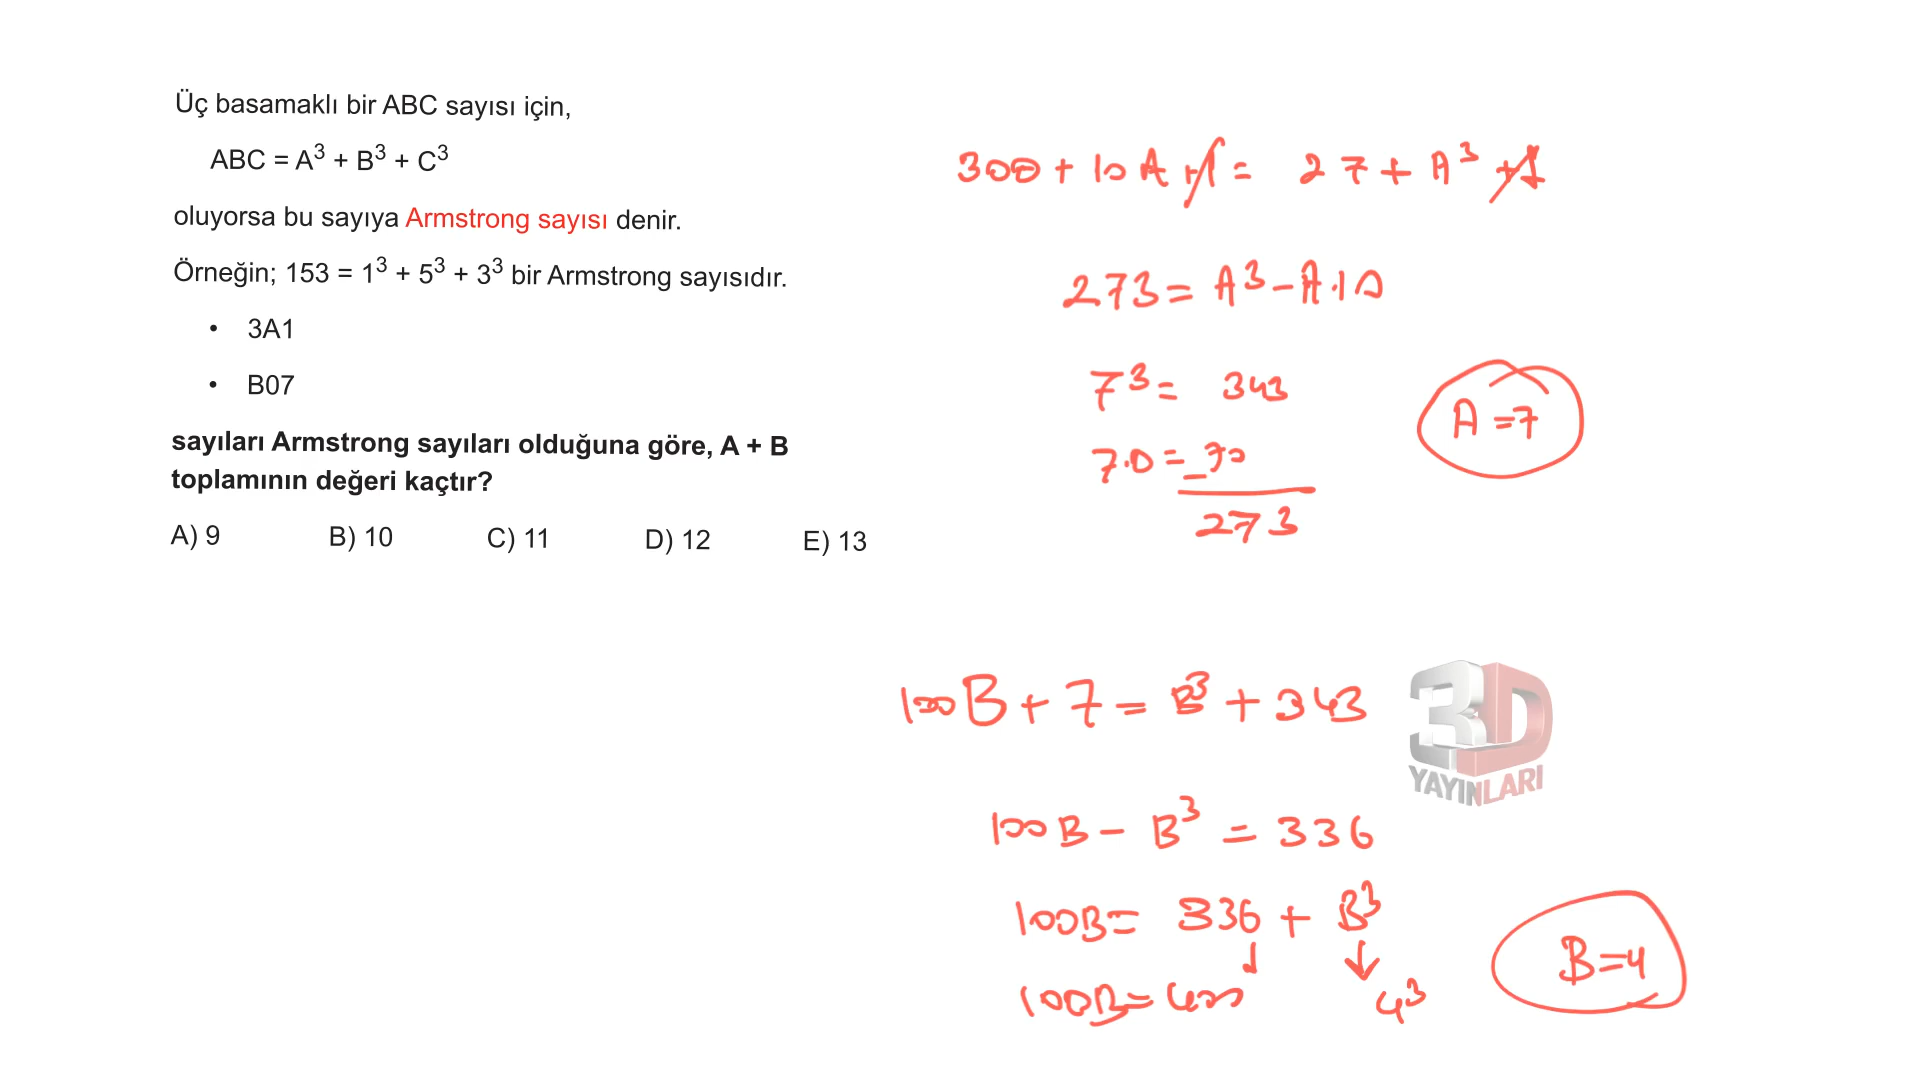 Üç basamaklı bir ABC sayısı için,
ABC = A³ + B³ + C³
oluyorsa bu sayıya Armstrong sayısı denir.
Örneğin; 153 = 1³ + 5³ + 3³ bir Armstrong sayısıdır.
• 3A1
• B07
sayıları Armstrong sayıları olduğuna göre, A + B
toplamının değeri kaçtır?
A) 9 B) 10 C) 11 D) 12 E) 13
300 + 10A + 1 = 27 + A³ + 1
273 = A³ - A.10
7³ = 343
7.0 = _70
273
A = 7
100B + 7 = B³ + 343
100B - B³ = 336
100B = 336 + B³
100B = 400
4³
B = 4
3D
YAYINLARI